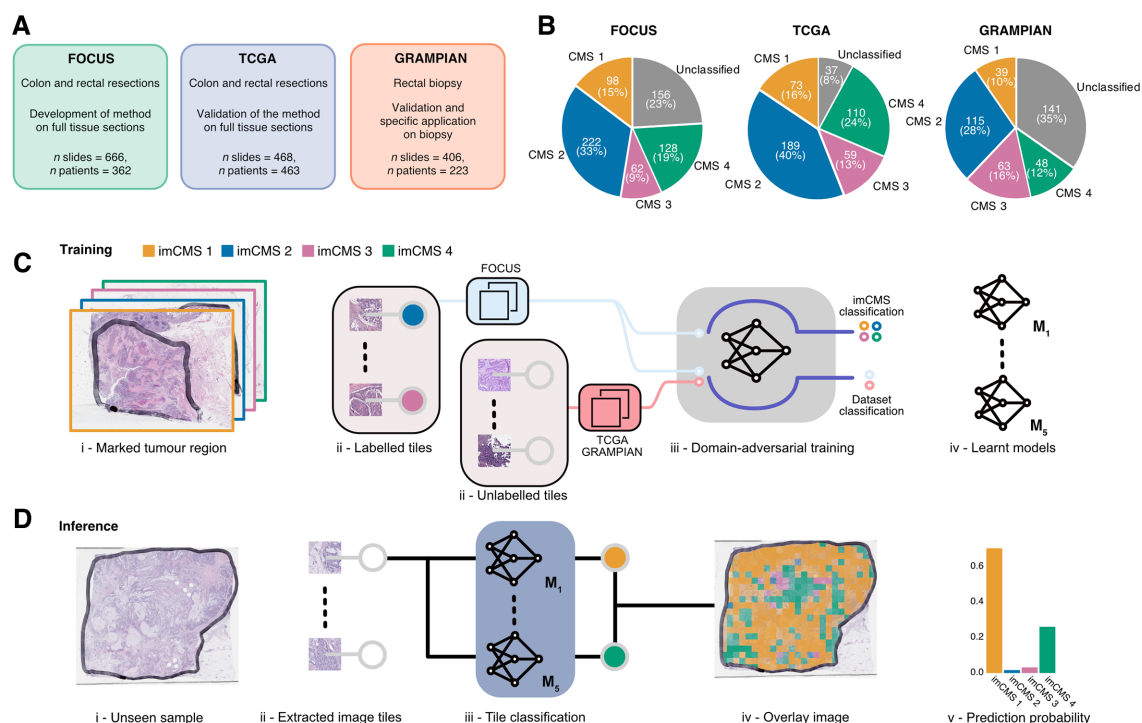 A
FOCUS
Colon and rectal resections
Development of method
on full tissue sections
n slides = 666,
n patients = 362
TCGA
Colon and rectal resections
Validation of the method
on full tissue sections
n slides = 468,
n patients = 463
GRAMPIAN
Rectal biopsy
Validation and
specific application
on biopsy
n slides = 406,
n patients = 223
B
FOCUS
CMS 1
98
(15%)
Unclassified
156
(23%)
CMS 2
222
(33%)
128
(19%)
CMS 4
62
(9%)
CMS 3
TCGA
CMS 1
73
(16%)
Unclassified
37
(8%)
CMS 4
110
(24%)
189
(40%)
CMS 2
59
(13%)
CMS 3
GRAMPIAN
CMS 1
39
(10%)
Unclassified
141
(35%)
CMS 2
115
(28%)
63
(16%)
CMS 3
48
(12%)
CMS 4
C
Training
imCMS 1
imCMS 2
imCMS 3
imCMS 4
i - Marked tumour region
ii - Labelled tiles
FOCUS
ii - Unlabelled tiles
TCGA
GRAMPIAN
iii - Domain-adversarial training
imCMS
classification
Dataset
classification
M1
M5
iv - Learnt models
D
Inference
i - Unseen sample
ii - Extracted image tiles
M1
M5
iii - Tile classification
iv - Overlay image
0.6
0.4
0.2
0.0
imCMS 1
imCMS 2
imCMS 3
imCMS 4
v - Prediction probability